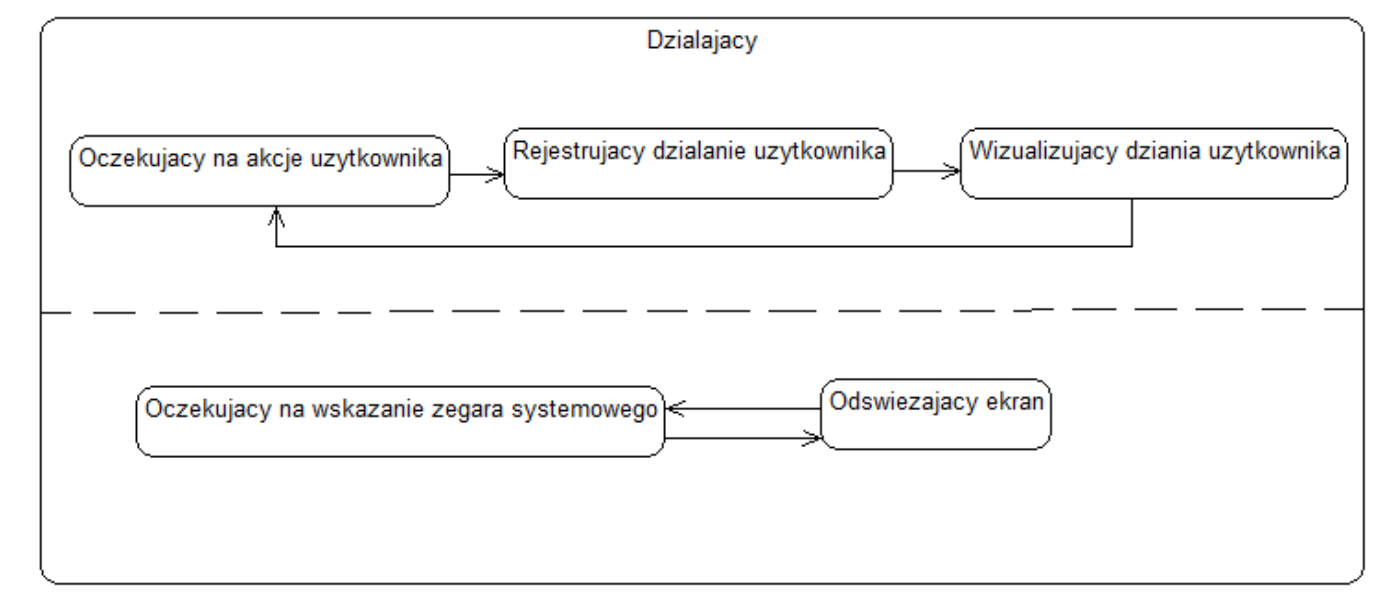 Dzialajacy
Oczekujacy na akcje uzytkownika
Rejestrujacy dzialanie uzytkownika
Wizualizujacy dziania uzytkownika
Oczekujacy na wskazanie zegara systemowego
Odswiezajacy ekran